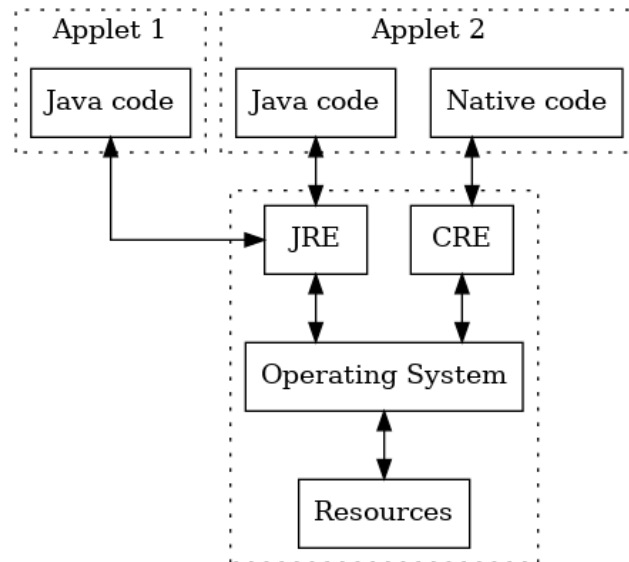 Applet 1
Applet 2
Java code
Java code
Native code
JRE
CRE
Operating System
Resources